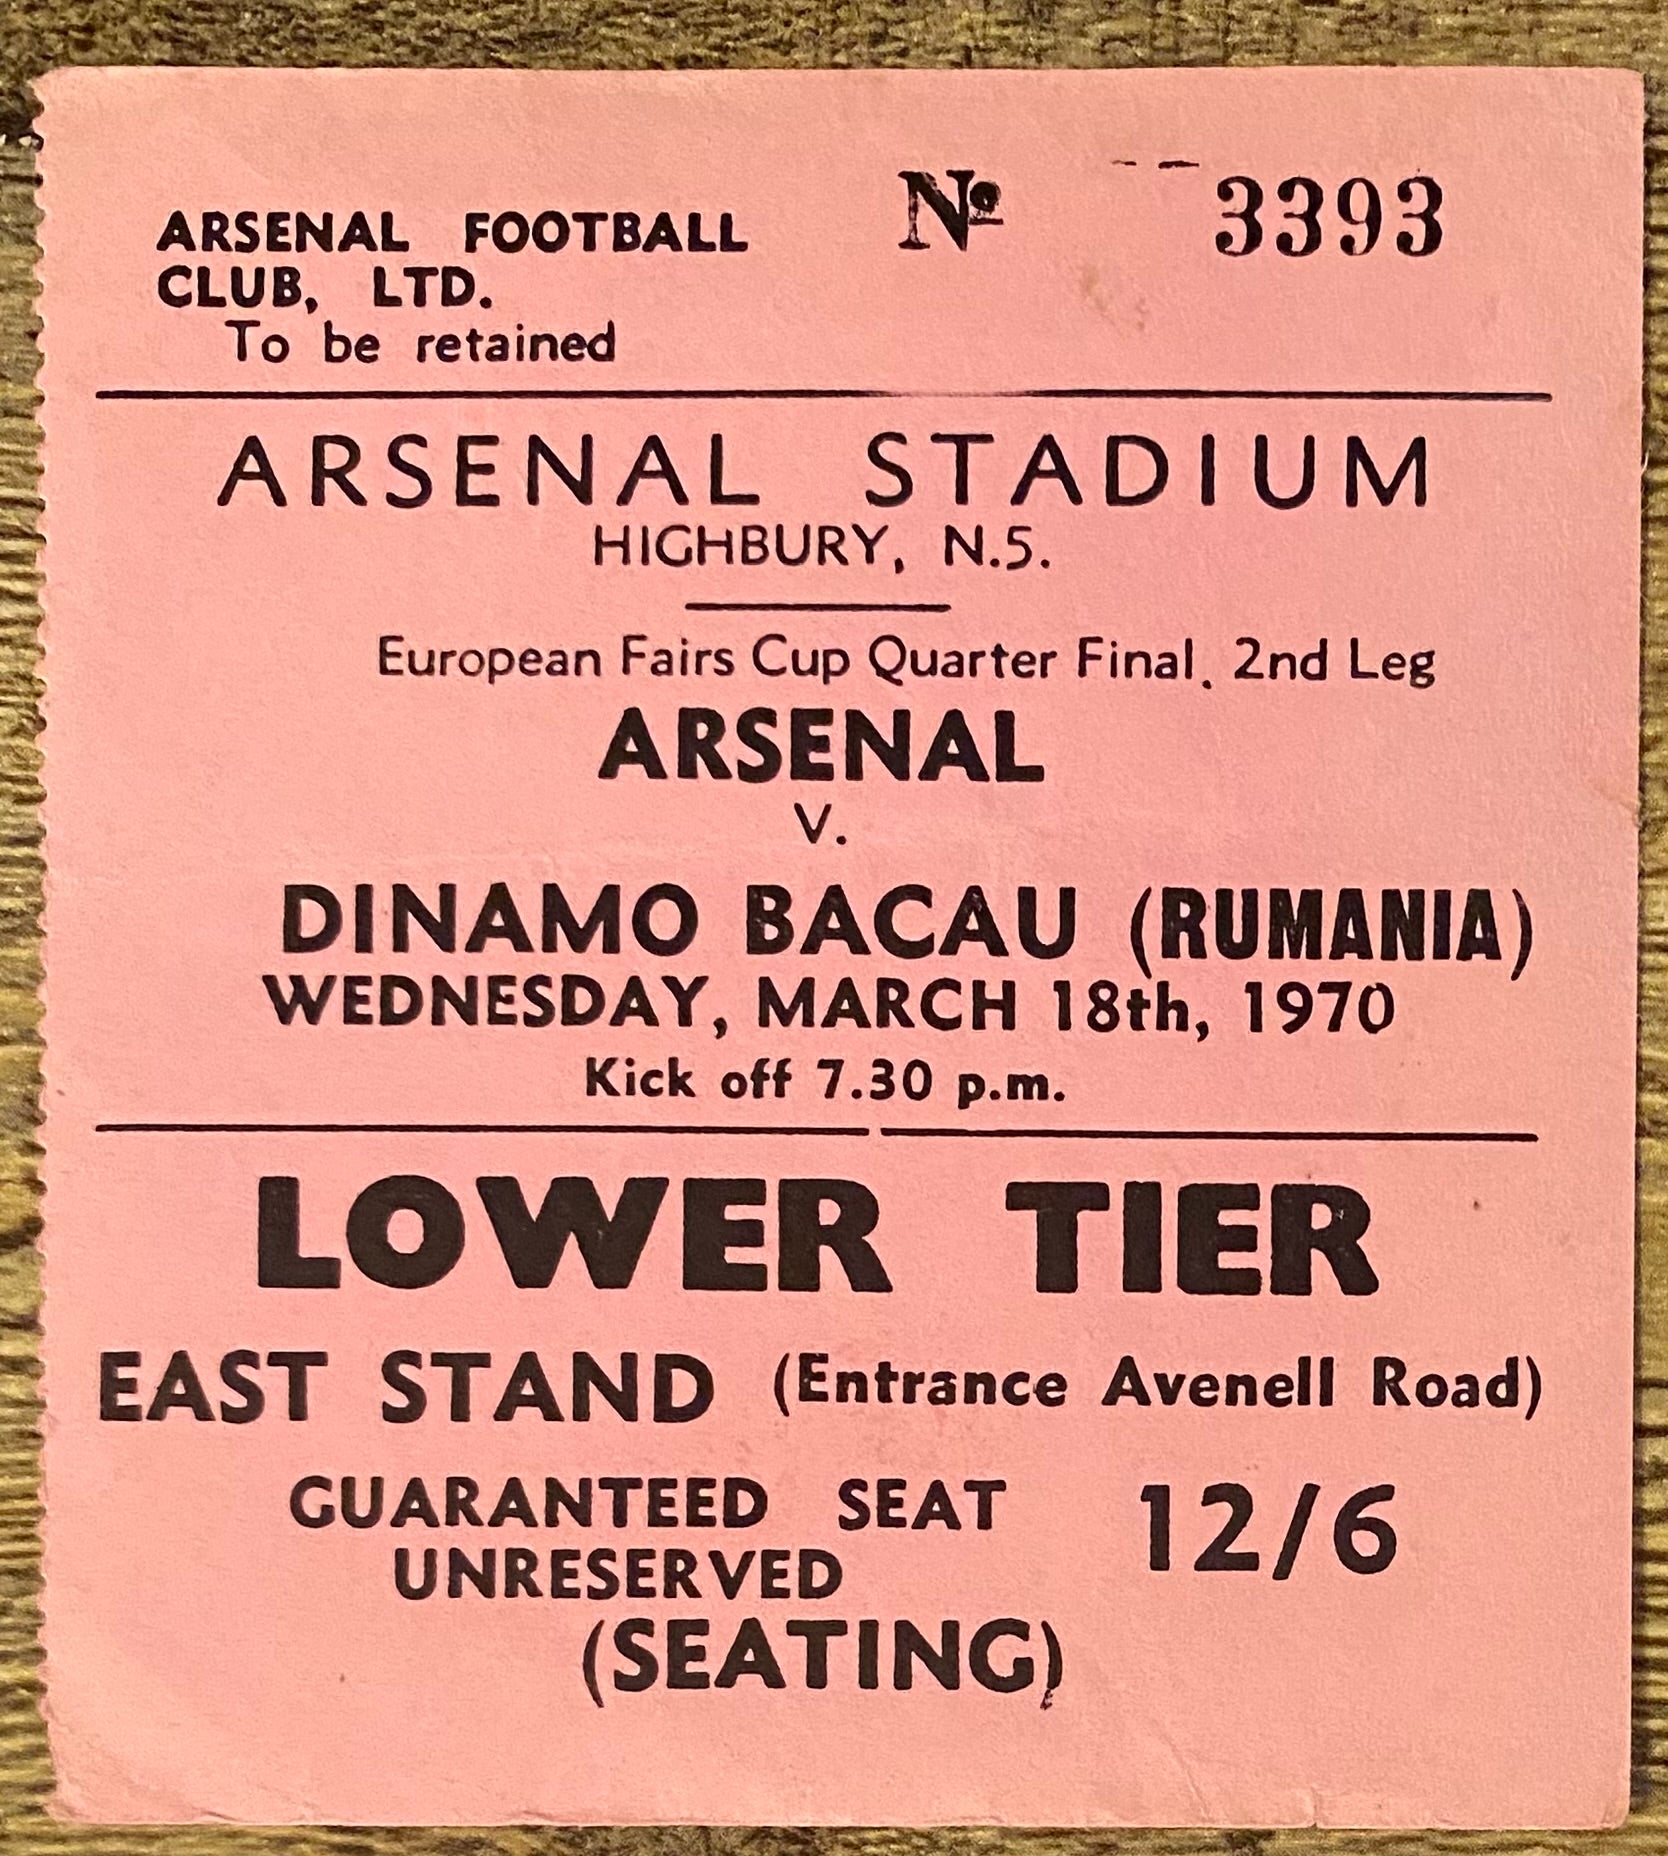 ARSENAL FOOTBALL
CLUB, LTD.
To be retained
Nº 3393
ARSENAL STADIUM
HIGHBURY, N.5.
European Fairs Cup Quarter Final, 2nd Leg
ARSENAL
V.
DINAMO BACAU (RUMANIA)
WEDNESDAY, MARCH 18th, 1970
Kick off 7.30 p.m.
LOWER TIER
EAST STAND (Entrance Avenell Road)
GUARANTEED SEAT 12/6
UNRESERVED
(SEATING)